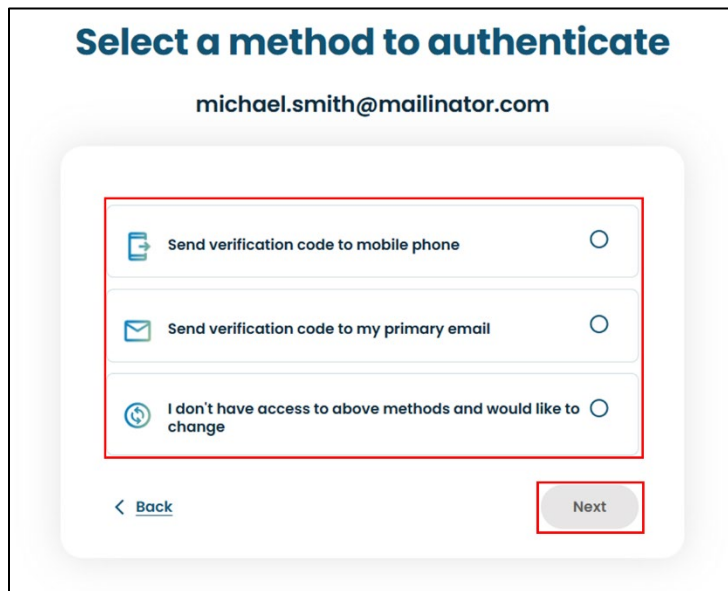 Select a method to authenticate
michael.smith@mailinator.com
Send verification code to mobile phone
Send verification code to my primary email
I don't have access to above methods and would like to
change
Back
Next